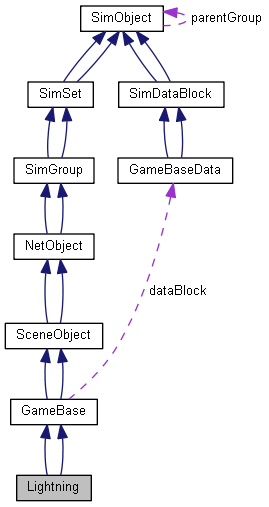 SimObject
parentGroup
SimSet
SimDataBlock
SimGroup
GameBaseData
NetObject
dataBlock
SceneObject
GameBase
Lightning